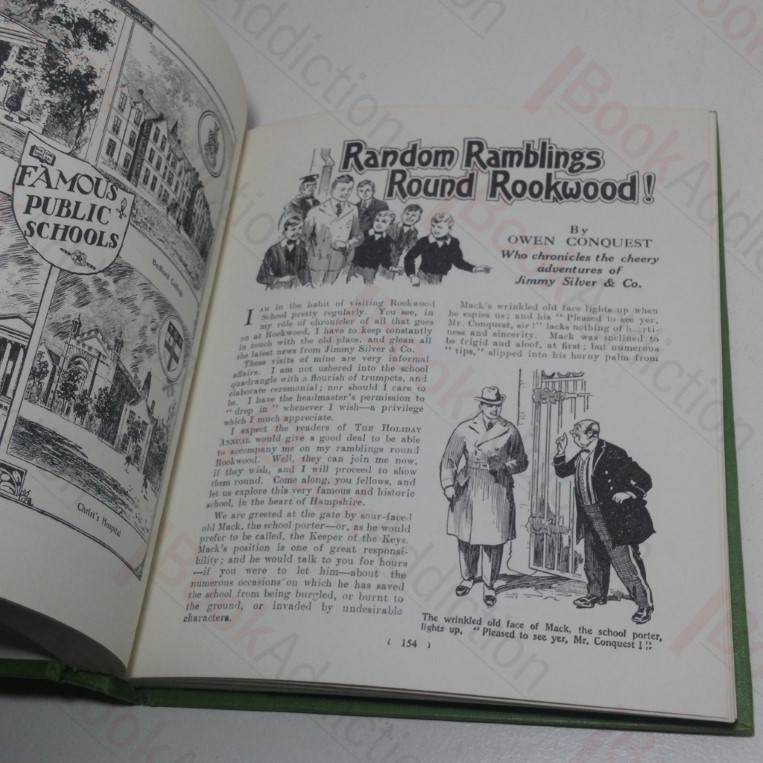 FAMOUS
PUBLIC
SCHOOLS
Bedford College
Christ's Hospital
Random Ramblings
Round Rookwood!
By
OWEN CONQUEST
Who chronicles the cheery
adventures of
Jimmy Silver & Co.
I AM in the habit of visiting Rookwood
School pretty regularly. You see, in
my rôle of chronicler of all that goes
on at Rookwood, I have to keep constantly
in touch with the old place, and glean all
the latest news from Jimmy Silver & Co.
These visits of mine are very informal
affairs. I am not ushered into the school
quadrangle with a flourish of trumpets, and
elaborate ceremonial; nor should I care to
be. I have the headmaster's permission to
"drop in" whenever I wish—a privilege
which I much appreciate.
I expect the readers of THE HOLIDAY
ANNUAL would give a good deal to be able
to accompany me on my ramblings round
Rookwood. Well, they can join me now,
if they wish, and I will proceed to show
them round. Come along, you fellows, and
let us explore this very famous and historic
school, in the heart of Hampshire.
We are greeted at the gate by sour-faced
old Mack, the school porter—or, as he would
prefer to be called, the Keeper of the Keys.
Mack's position is one of great responsi-
bility; and he would talk to you for hours
—if you were to let him—about the
numerous occasions on which he has saved
the school from being burgled, or burnt to
the ground, or invaded by undesirable
characters.
Mack's wrinkled old face lights up when
he espies us; and his "Pleased to see yer,
Mr. Conquest, sir!" lacks nothing of hearti-
ness and sincerity. Mack was inclined to
be frigid and aloof, at first; but numerous
"tips," slipped into his horny palm from
The wrinkled old face of Mack, the school porter,
lights up, "Pleased to see yer, Mr. Conquest!"
( 154 )
BookAddiction